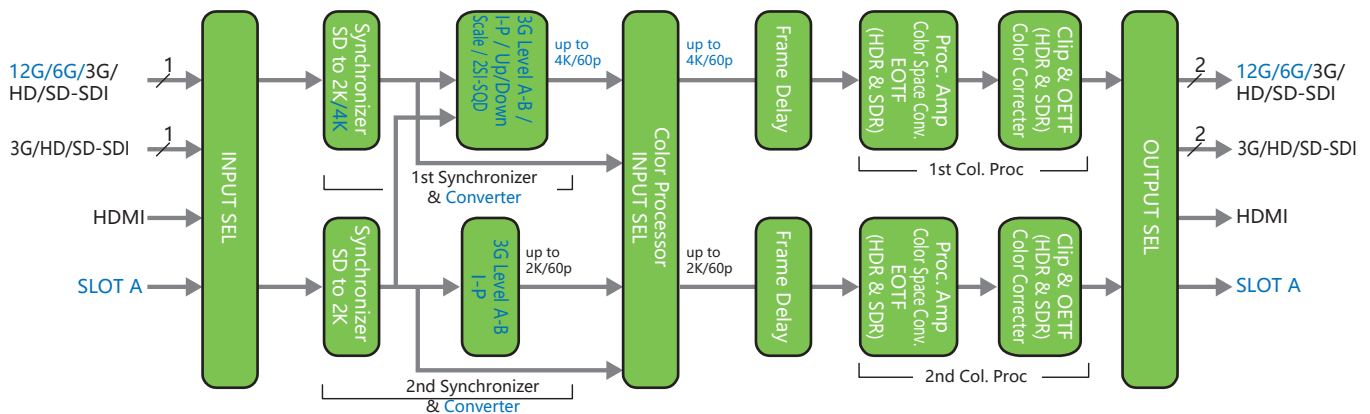 1
12G/6G/3G/
HD/SD-SDI
1
3G/HD/SD-SDI
HDMI
SLOT A
INPUT SEL
Synchronizer
SD to 2K/4K
3G Level A-B /
I-P / Up/Down
Scale / 2SI-SQD
up to
4K/60p
1st Synchronizer
& Converter
Synchronizer
SD to 2K
3G Level A-B
I-P
up to
2K/60p
2nd Synchronizer
& Converter
Color Processor
INPUT SEL
up to
4K/60p
Frame Delay
Proc. Amp
Color Space Conv.
EOTF
(HDR & SDR)
Clip & OETF
(HDR & SDR)
Color Correcter
1st Col. Proc
up to
2K/60p
Frame Delay
Proc. Amp
Color Space Conv.
EOTF
(HDR & SDR)
Clip & OETF
(HDR & SDR)
Color Correcter
2nd Col. Proc
OUTPUT SEL
2
12G/6G/3G/
HD/SD-SDI
2
3G/HD/SD-SDI
HDMI
SLOT A